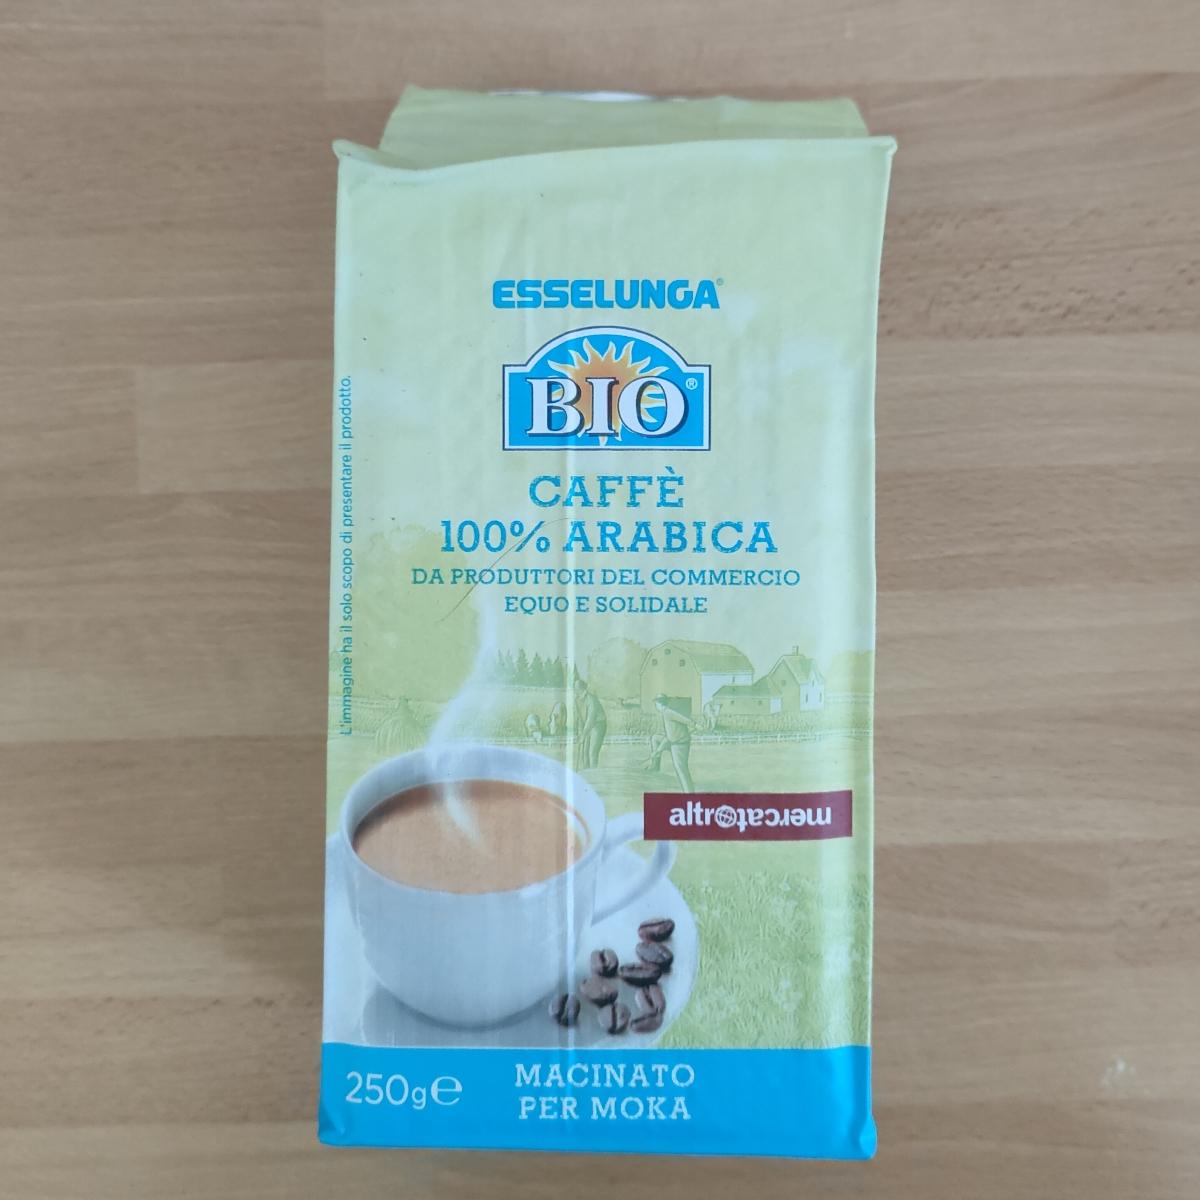 ESSELUNGA®
BIO®
CAFFÈ
100% ARABICA
DA PRODUTTORI DEL COMMERCIO
EQUO E SOLIDALE
L'immagine ha il solo scopo di presentare il prodotto.
altromercato
250g℮
MACINATO
PER MOKA